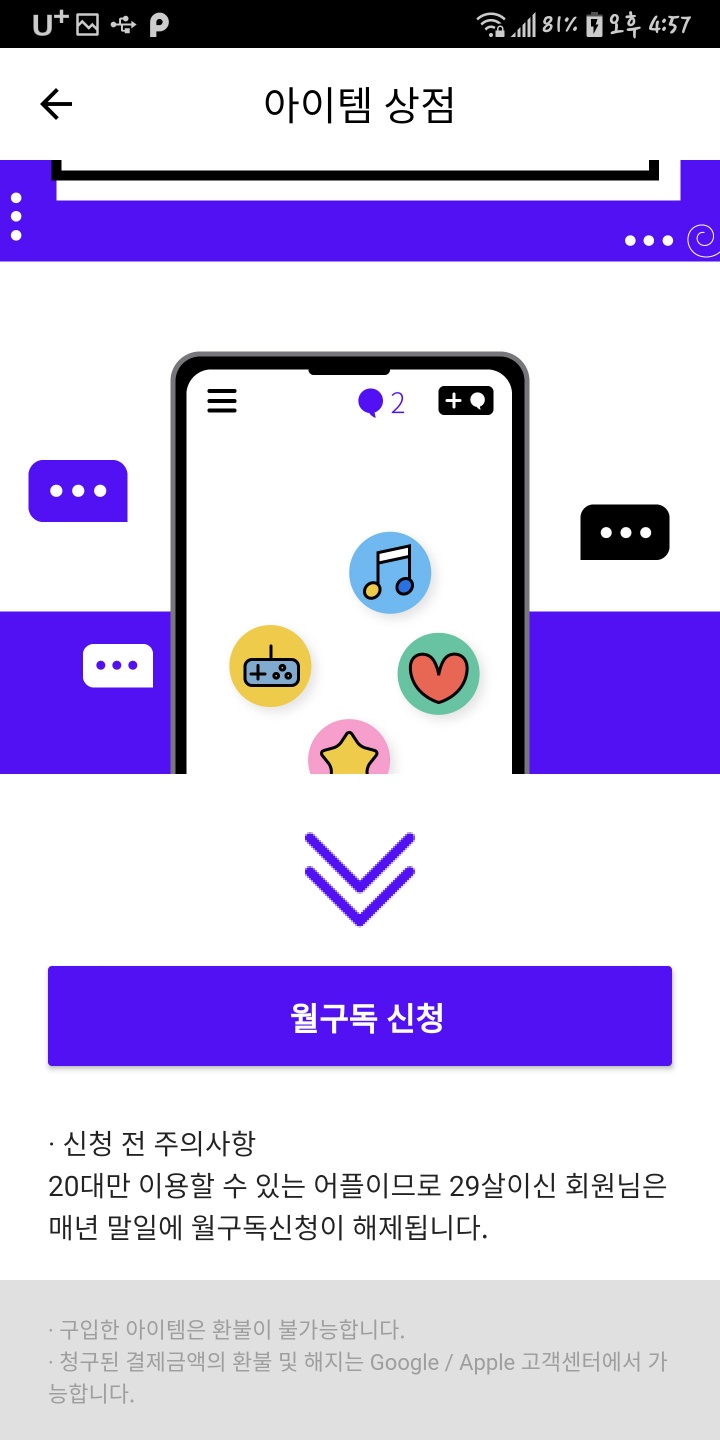 U+ 81% 오후 4:57
아이템 상점
2
월구독 신청
· 신청 전 주의사항
20대만 이용할 수 있는 어플이므로 29살이신 회원님은
매년 말일에 월구독신청이 해제됩니다.
· 구입한 아이템은 환불이 불가능합니다.
· 청구된 결제금액의 환불 및 해지는 Google / Apple 고객센터에서 가
능합니다.